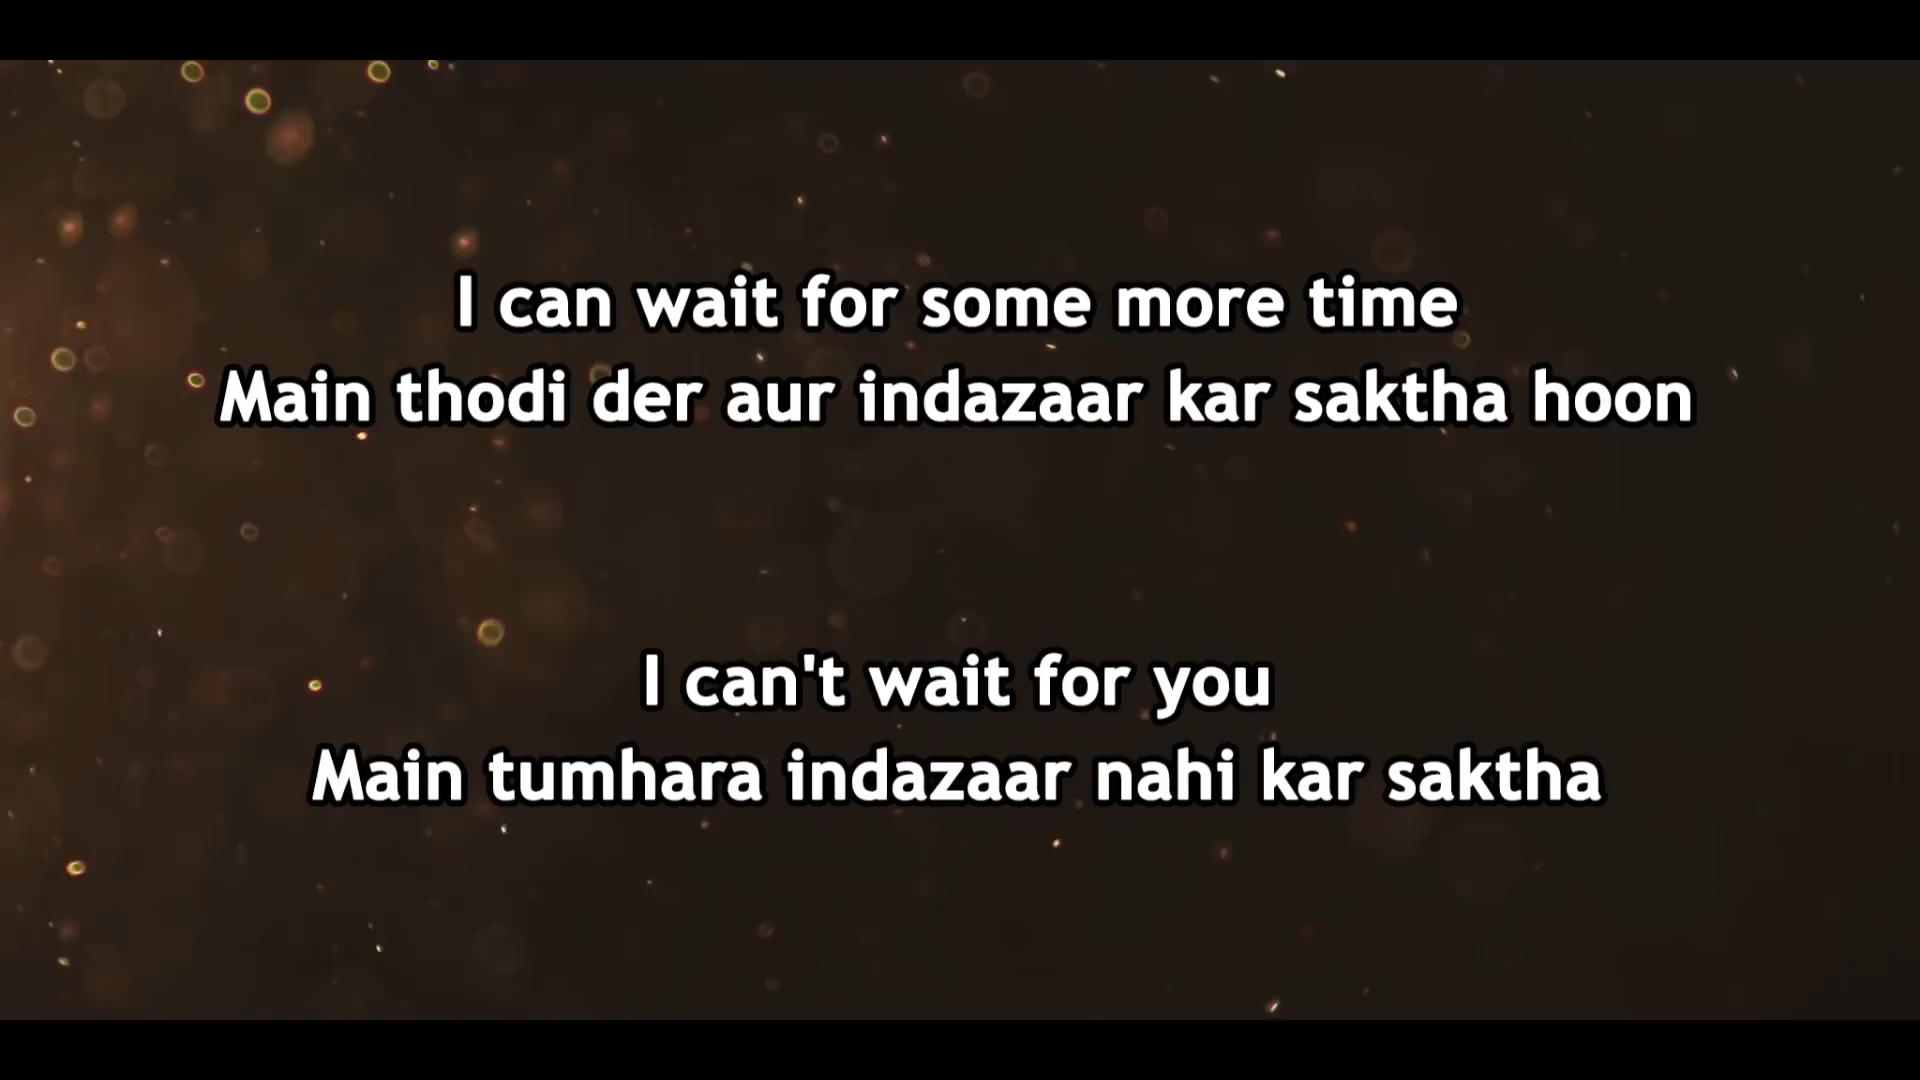 I can wait for some more time
Main thodi der aur indazaar kar saktha hoon
I can't wait for you
Main tumhara indazaar nahi kar saktha